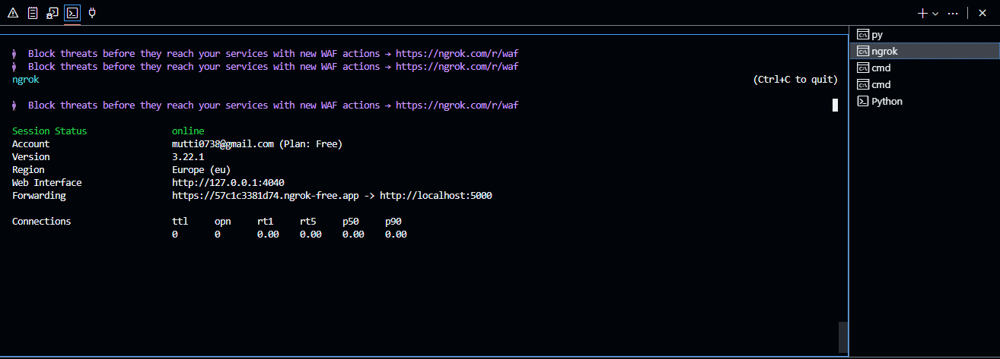 Block threats before they reach your services with new WAF actions → https://ngrok.com/r/waf
Block threats before they reach your services with new WAF actions → https://ngrok.com/r/waf
ngrok (Ctrl+C to quit)
Block threats before they reach your services with new WAF actions → https://ngrok.com/r/waf
Session Status online
Account mutti0738@gmail.com (Plan: Free)
Version 3.22.1
Region Europe (eu)
Web Interface http://127.0.0.1:4040
Forwarding https://57c1c3381d74.ngrok-free.app -> http://localhost:5000
Connections ttl opn rt1 rt5 p50 p90
0 0 0.00 0.00 0.00 0.00
py
ngrok
cmd
cmd
Python